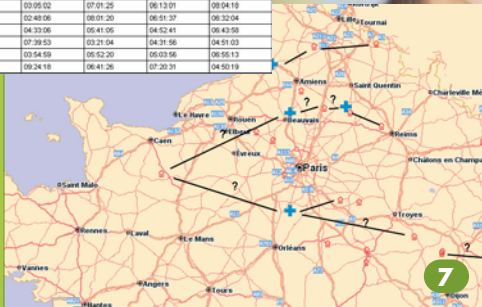 03:05:02 07:01:25 06:13:01 08:04:18
02:48:06 08:01:20 06:51:37 06:32:04
04:33:06 05:41:05 04:52:41 06:43:58
07:39:53 03:21:04 04:31:56 04:51:03
03:54:59 05:52:20 05:03:56 06:55:13
09:24:18 06:41:26 07:20:31 04:50:19
Lille Tournai
Amiens
Saint Quentin
?
?
Charleville Mé
Le Havre
Rouen
Beauvais
?
Elbeuf
Reims
Caen
Evreux
Paris
Châlons en Champa
?
Saint Malo
Troyes
?
Rennes
Laval
Le Mans
Orléans
?
Vannes
7
Angers
Tours
Dijon
Nantes